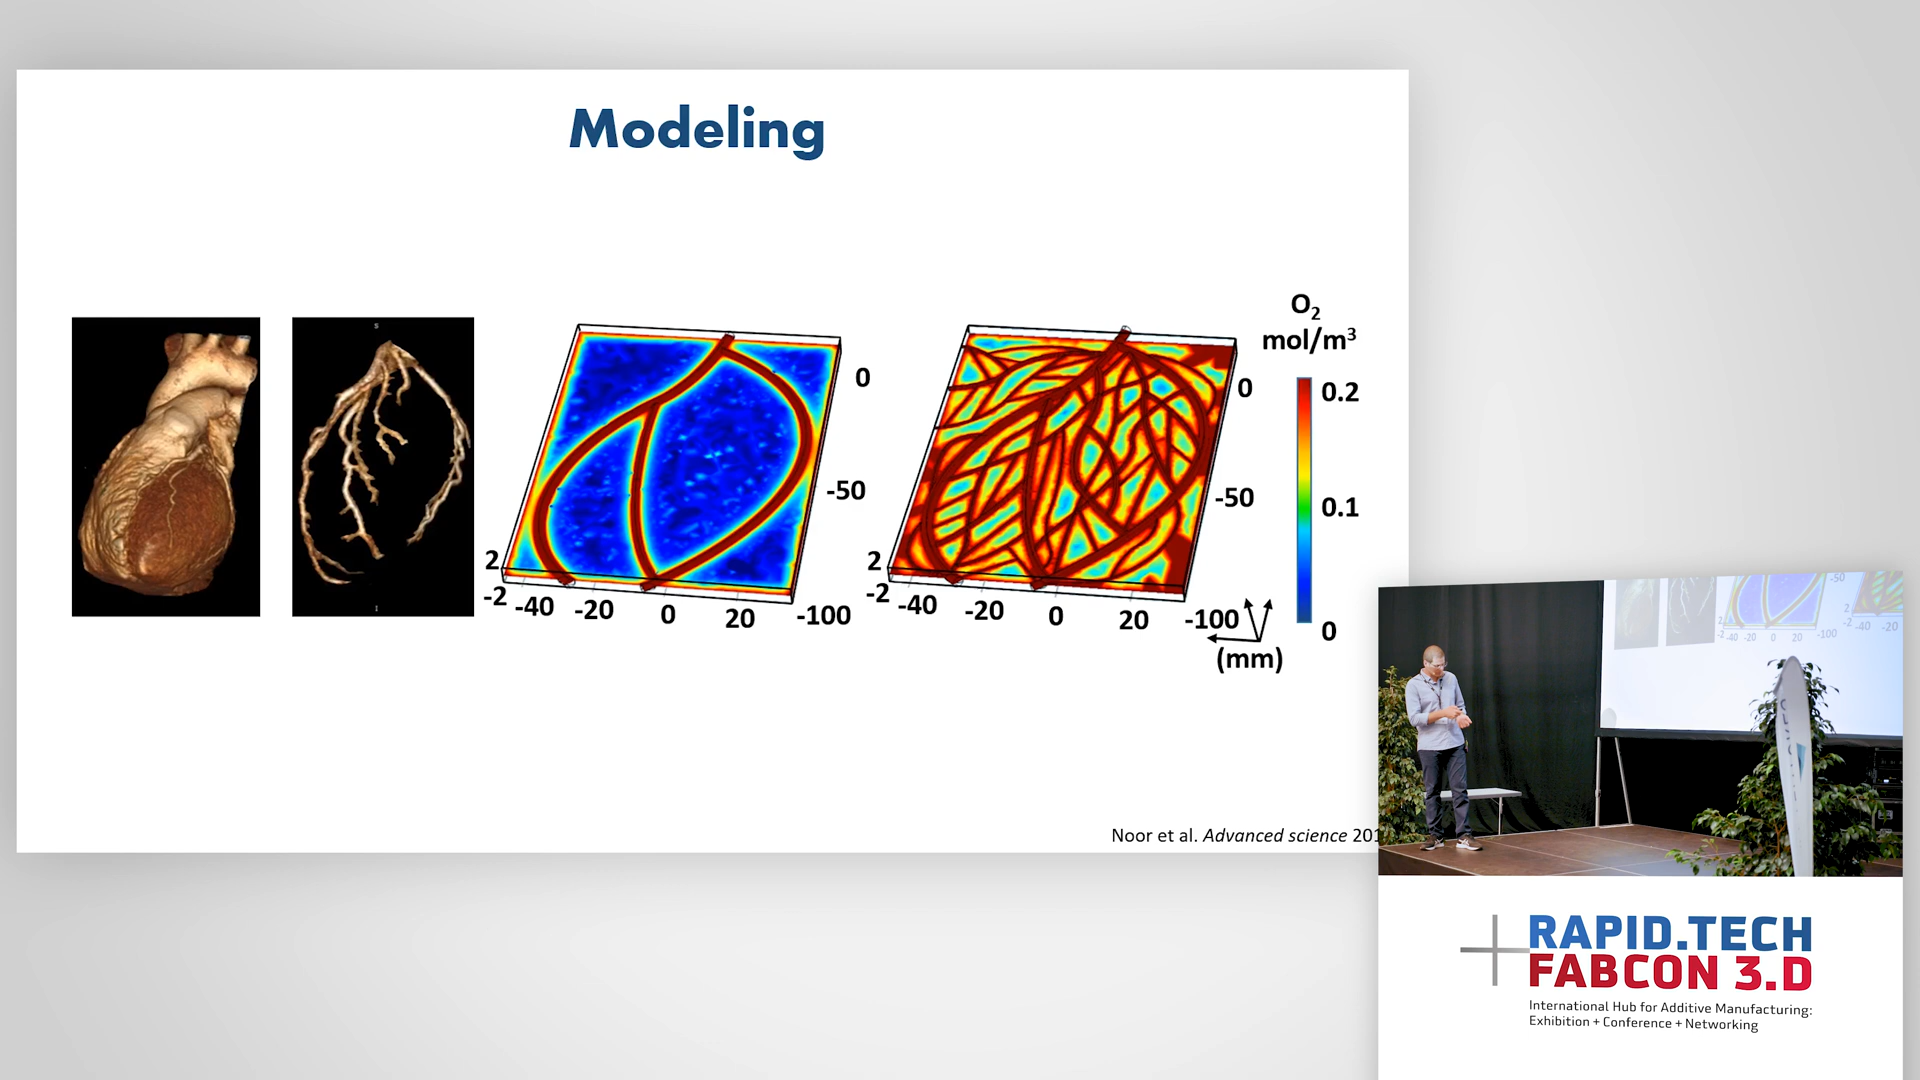 Modeling
O2
mol/m3
0
-50
2
-2
-40
-20
0
20
-100
0
-50
2
-2
-40
-20
0
20
-100
(mm)
0.2
0.1
0
Noor et al. Advanced science
RAPID.TECH
FABCON 3.D
International Hub for Additive Manufacturing:
Exhibition + Conference + Networking